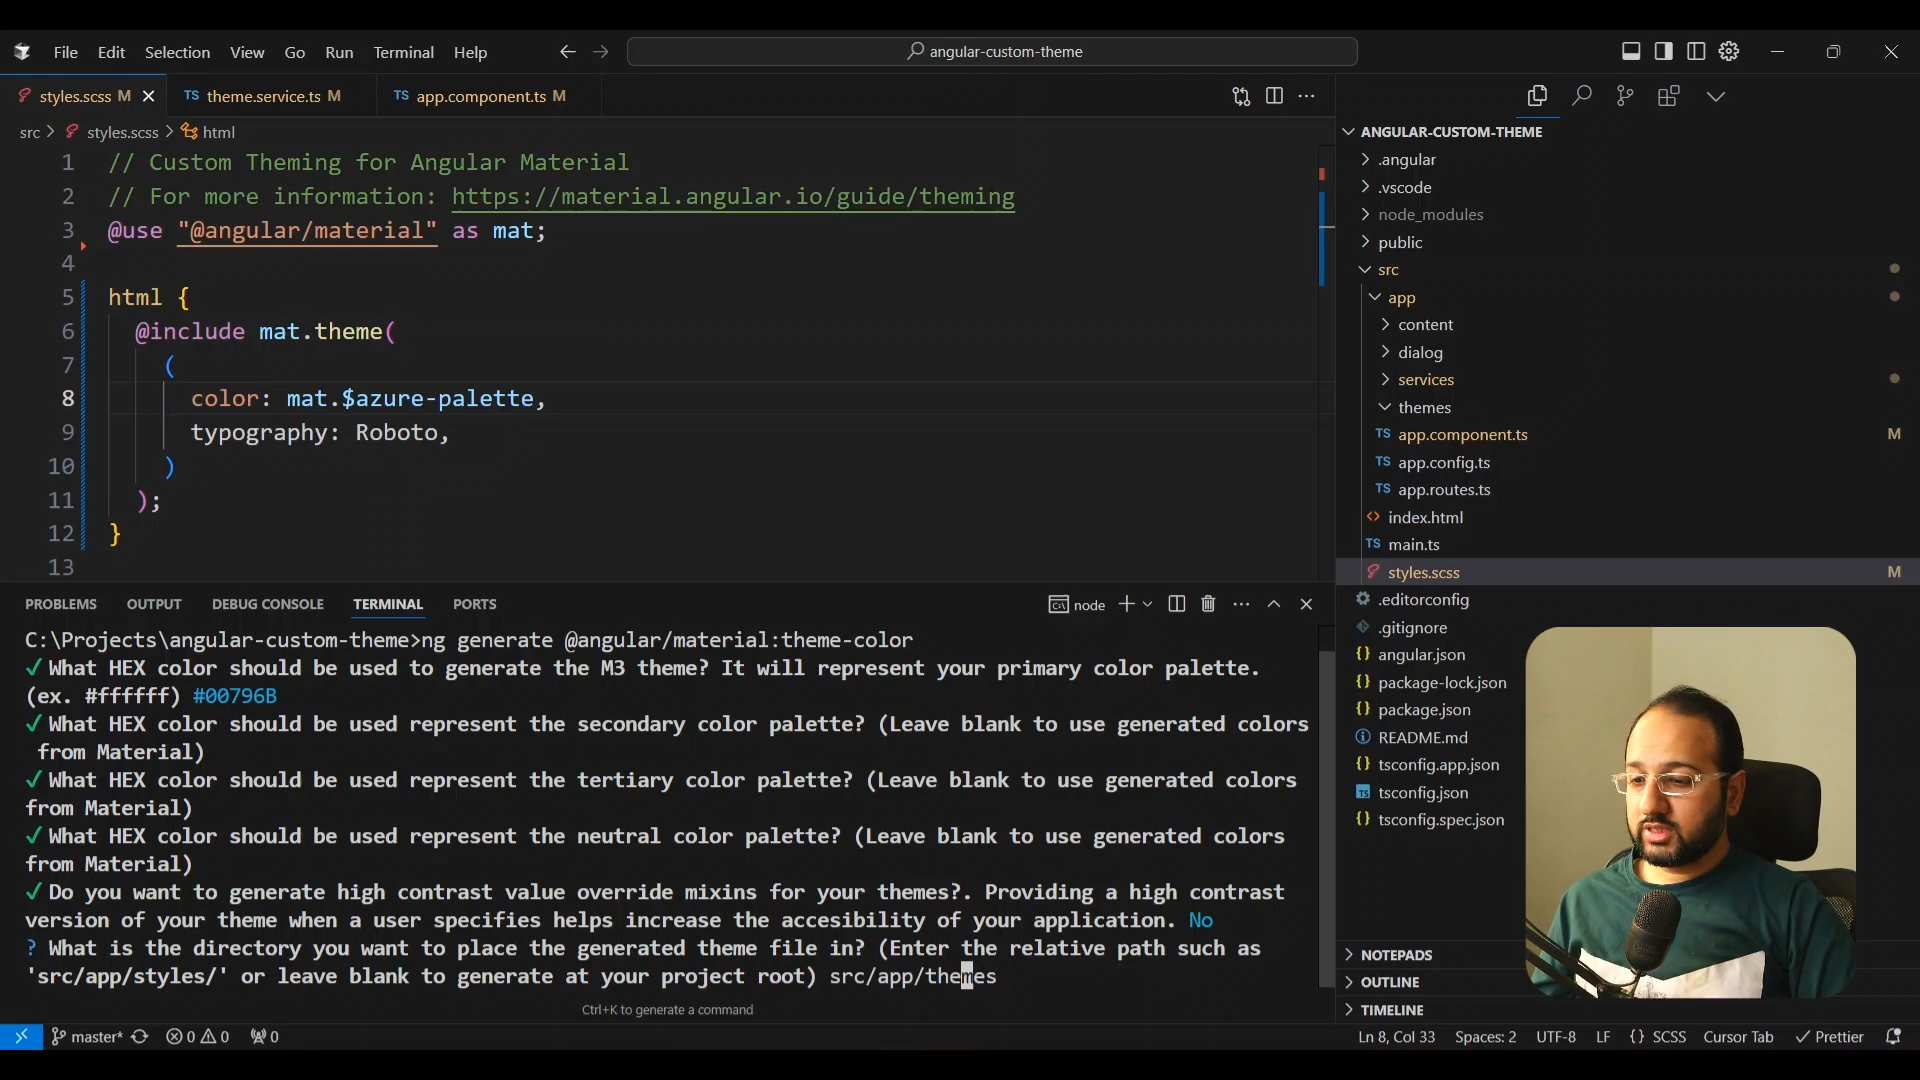 File Edit Selection View Go Run Terminal Help angular-custom-theme
styles.scss M TS theme.service.ts M TS app.component.ts M
src > styles.scss > html
1 // Custom Theming for Angular Material
2 // For more information: https://material.angular.io/guide/theming
3 @use "@angular/material" as mat;
4
5 html {
6 @include mat.theme(
7 (
8 color: mat.$azure-palette,
9 typography: Roboto,
10 )
11 );
12 }
13
PROBLEMS OUTPUT DEBUG CONSOLE TERMINAL PORTS node
C:\Projects\angular-custom-theme>ng generate @angular/material:theme-color
✓ What HEX color should be used to generate the M3 theme? It will represent your primary color palette.
(ex. #ffffff) #00796B
✓ What HEX color should be used represent the secondary color palette? (Leave blank to use generated colors
from Material)
✓ What HEX color should be used represent the tertiary color palette? (Leave blank to use generated colors
from Material)
✓ What HEX color should be used represent the neutral color palette? (Leave blank to use generated colors
from Material)
✓ Do you want to generate high contrast value override mixins for your themes?. Providing a high contrast
version of your theme when a user specifies helps increase the accesibility of your application. No
? What is the directory you want to place the generated theme file in? (Enter the relative path such as
'src/app/styles/' or leave blank to generate at your project root) src/app/themes
Ctrl+K to generate a command
ANGULAR-CUSTOM-THEME
.angular
.vscode
node_modules
public
src
app
content
dialog
services
themes
TS app.component.ts M
TS app.config.ts
TS app.routes.ts
<> index.html
TS main.ts
styles.scss M
.editorconfig
.gitignore
{} angular.json
{} package-lock.json
{} package.json
README.md
{} tsconfig.app.json
TS tsconfig.json
{} tsconfig.spec.json
NOTEPADS
OUTLINE
TIMELINE
master* 0 0 0 Ln 8, Col 33 Spaces: 2 UTF-8 LF {} SCSS Cursor Tab Prettier